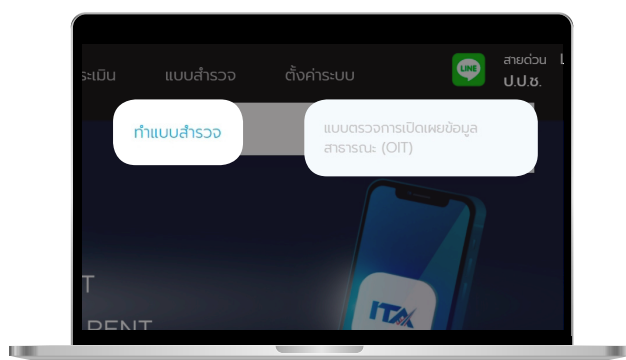 ระเมิน แบบสำรวจ ตั้งค่าระบบ LINE สายด่วน
ป.ป.ช.
ทำแบบสำรวจ
แบบตรวจการเปิดเผยข้อมูล
สาธารณะ (OIT)
ITA
T
PENT